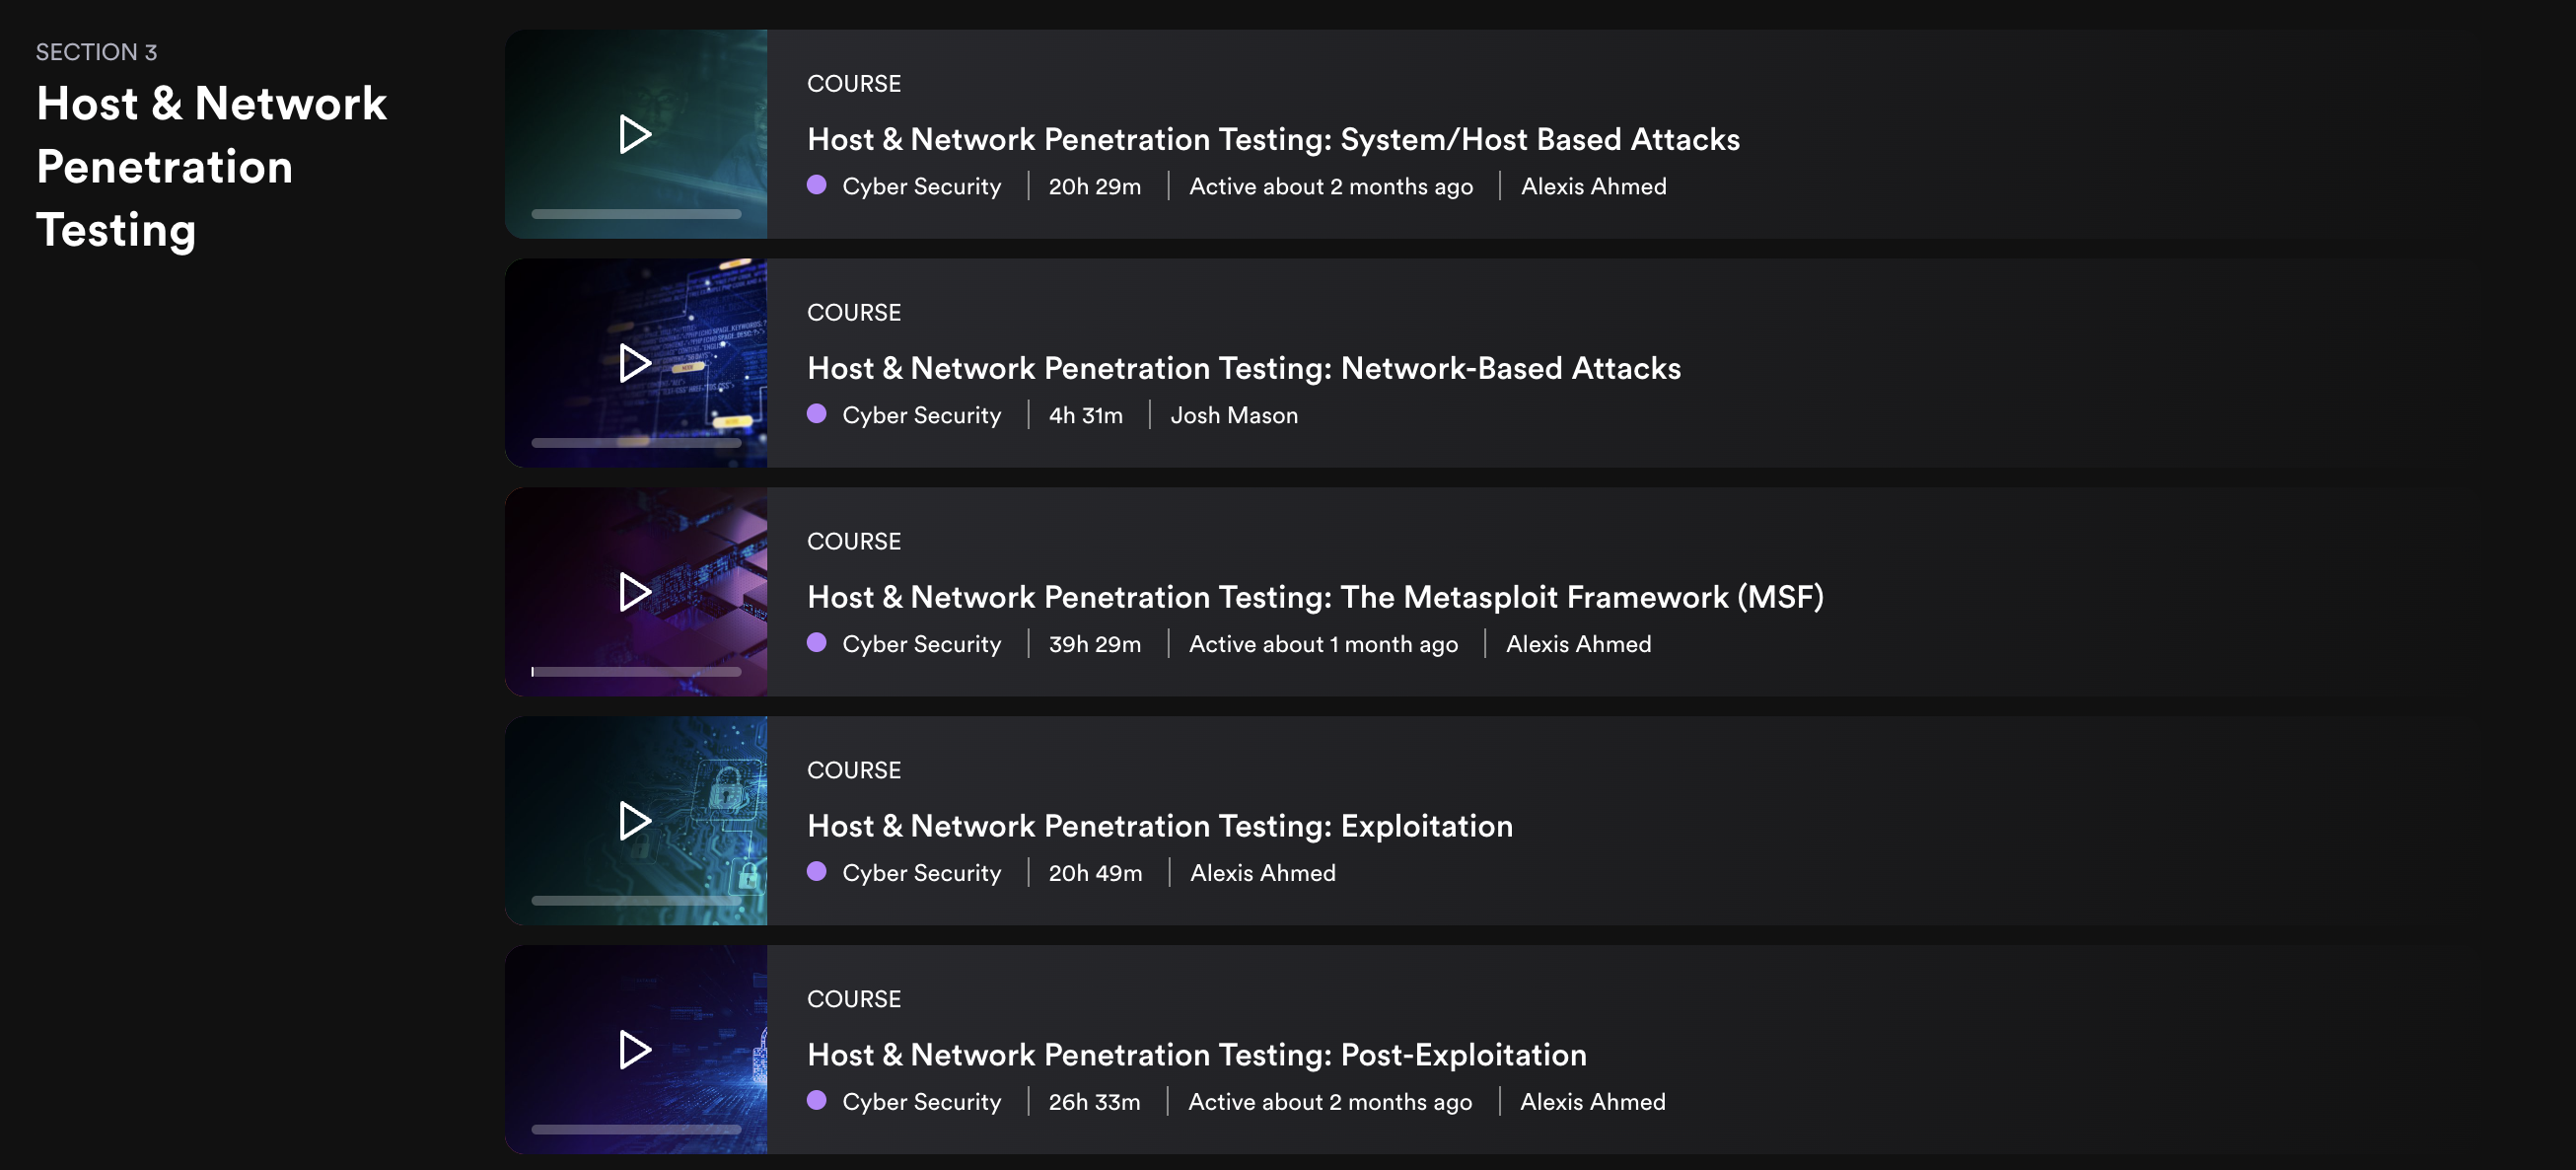 SECTION 3
Host & Network
Penetration
Testing
COURSE
Host & Network Penetration Testing: System/Host Based Attacks
Cyber Security | 20h 29m | Active about 2 months ago | Alexis Ahmed
COURSE
Host & Network Penetration Testing: Network-Based Attacks
Cyber Security | 4h 31m | Josh Mason
COURSE
Host & Network Penetration Testing: The Metasploit Framework (MSF)
Cyber Security | 39h 29m | Active about 1 month ago | Alexis Ahmed
COURSE
Host & Network Penetration Testing: Exploitation
Cyber Security | 20h 49m | Alexis Ahmed
COURSE
Host & Network Penetration Testing: Post-Exploitation
Cyber Security | 26h 33m | Active about 2 months ago | Alexis Ahmed